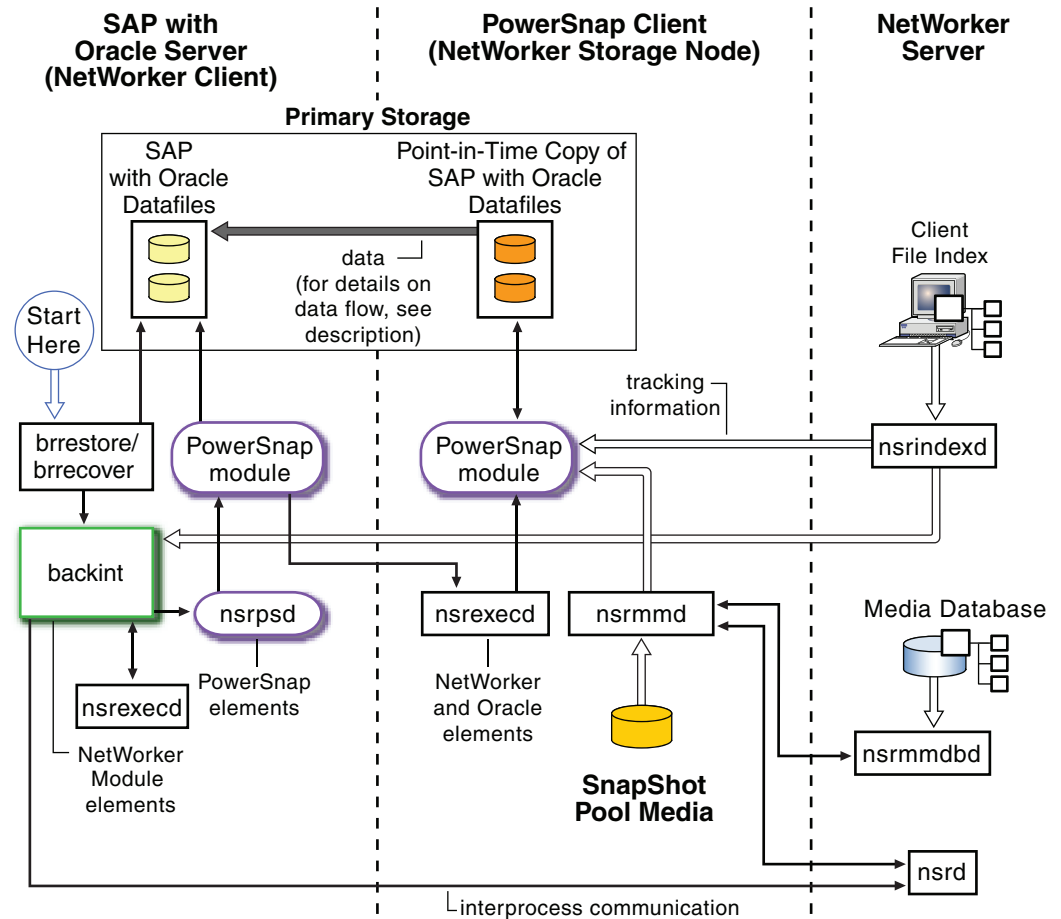 SAP with
Oracle Server
(NetWorker Client)
PowerSnap Client
(NetWorker Storage Node)
NetWorker
Server
Primary Storage
SAP
with Oracle
Datafiles
Point-in-Time Copy of
SAP with Oracle
Datafiles
data
(for details on
data flow, see
description)
Client
File Index
Start
Here
tracking
information
brrestore/
brrecover
PowerSnap
module
PowerSnap
module
nsrindexd
backint
nsrpsd
nsrexecd
nsrmmd
Media Database
nsrexecd
PowerSnap
elements
NetWorker
and Oracle
elements
NetWorker
Module
elements
SnapShot
Pool Media
nsrmmdbd
nsrd
interprocess communication